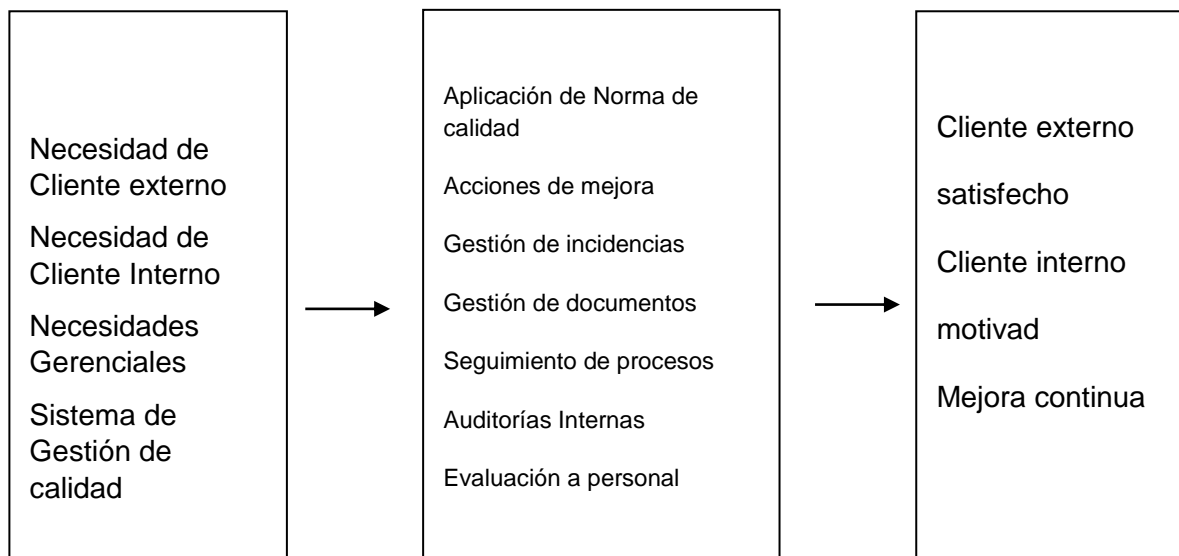 Necesidad de
Cliente externo
Necesidad de
Cliente Interno
Necesidades
Gerenciales
Sistema de
Gestión de
calidad
Aplicación de Norma de
calidad
Acciones de mejora
Gestión de incidencias
Gestión de documentos
Seguimiento de procesos
Auditorías Internas
Evaluación a personal
Cliente externo
satisfecho
Cliente interno
motivad
Mejora continua